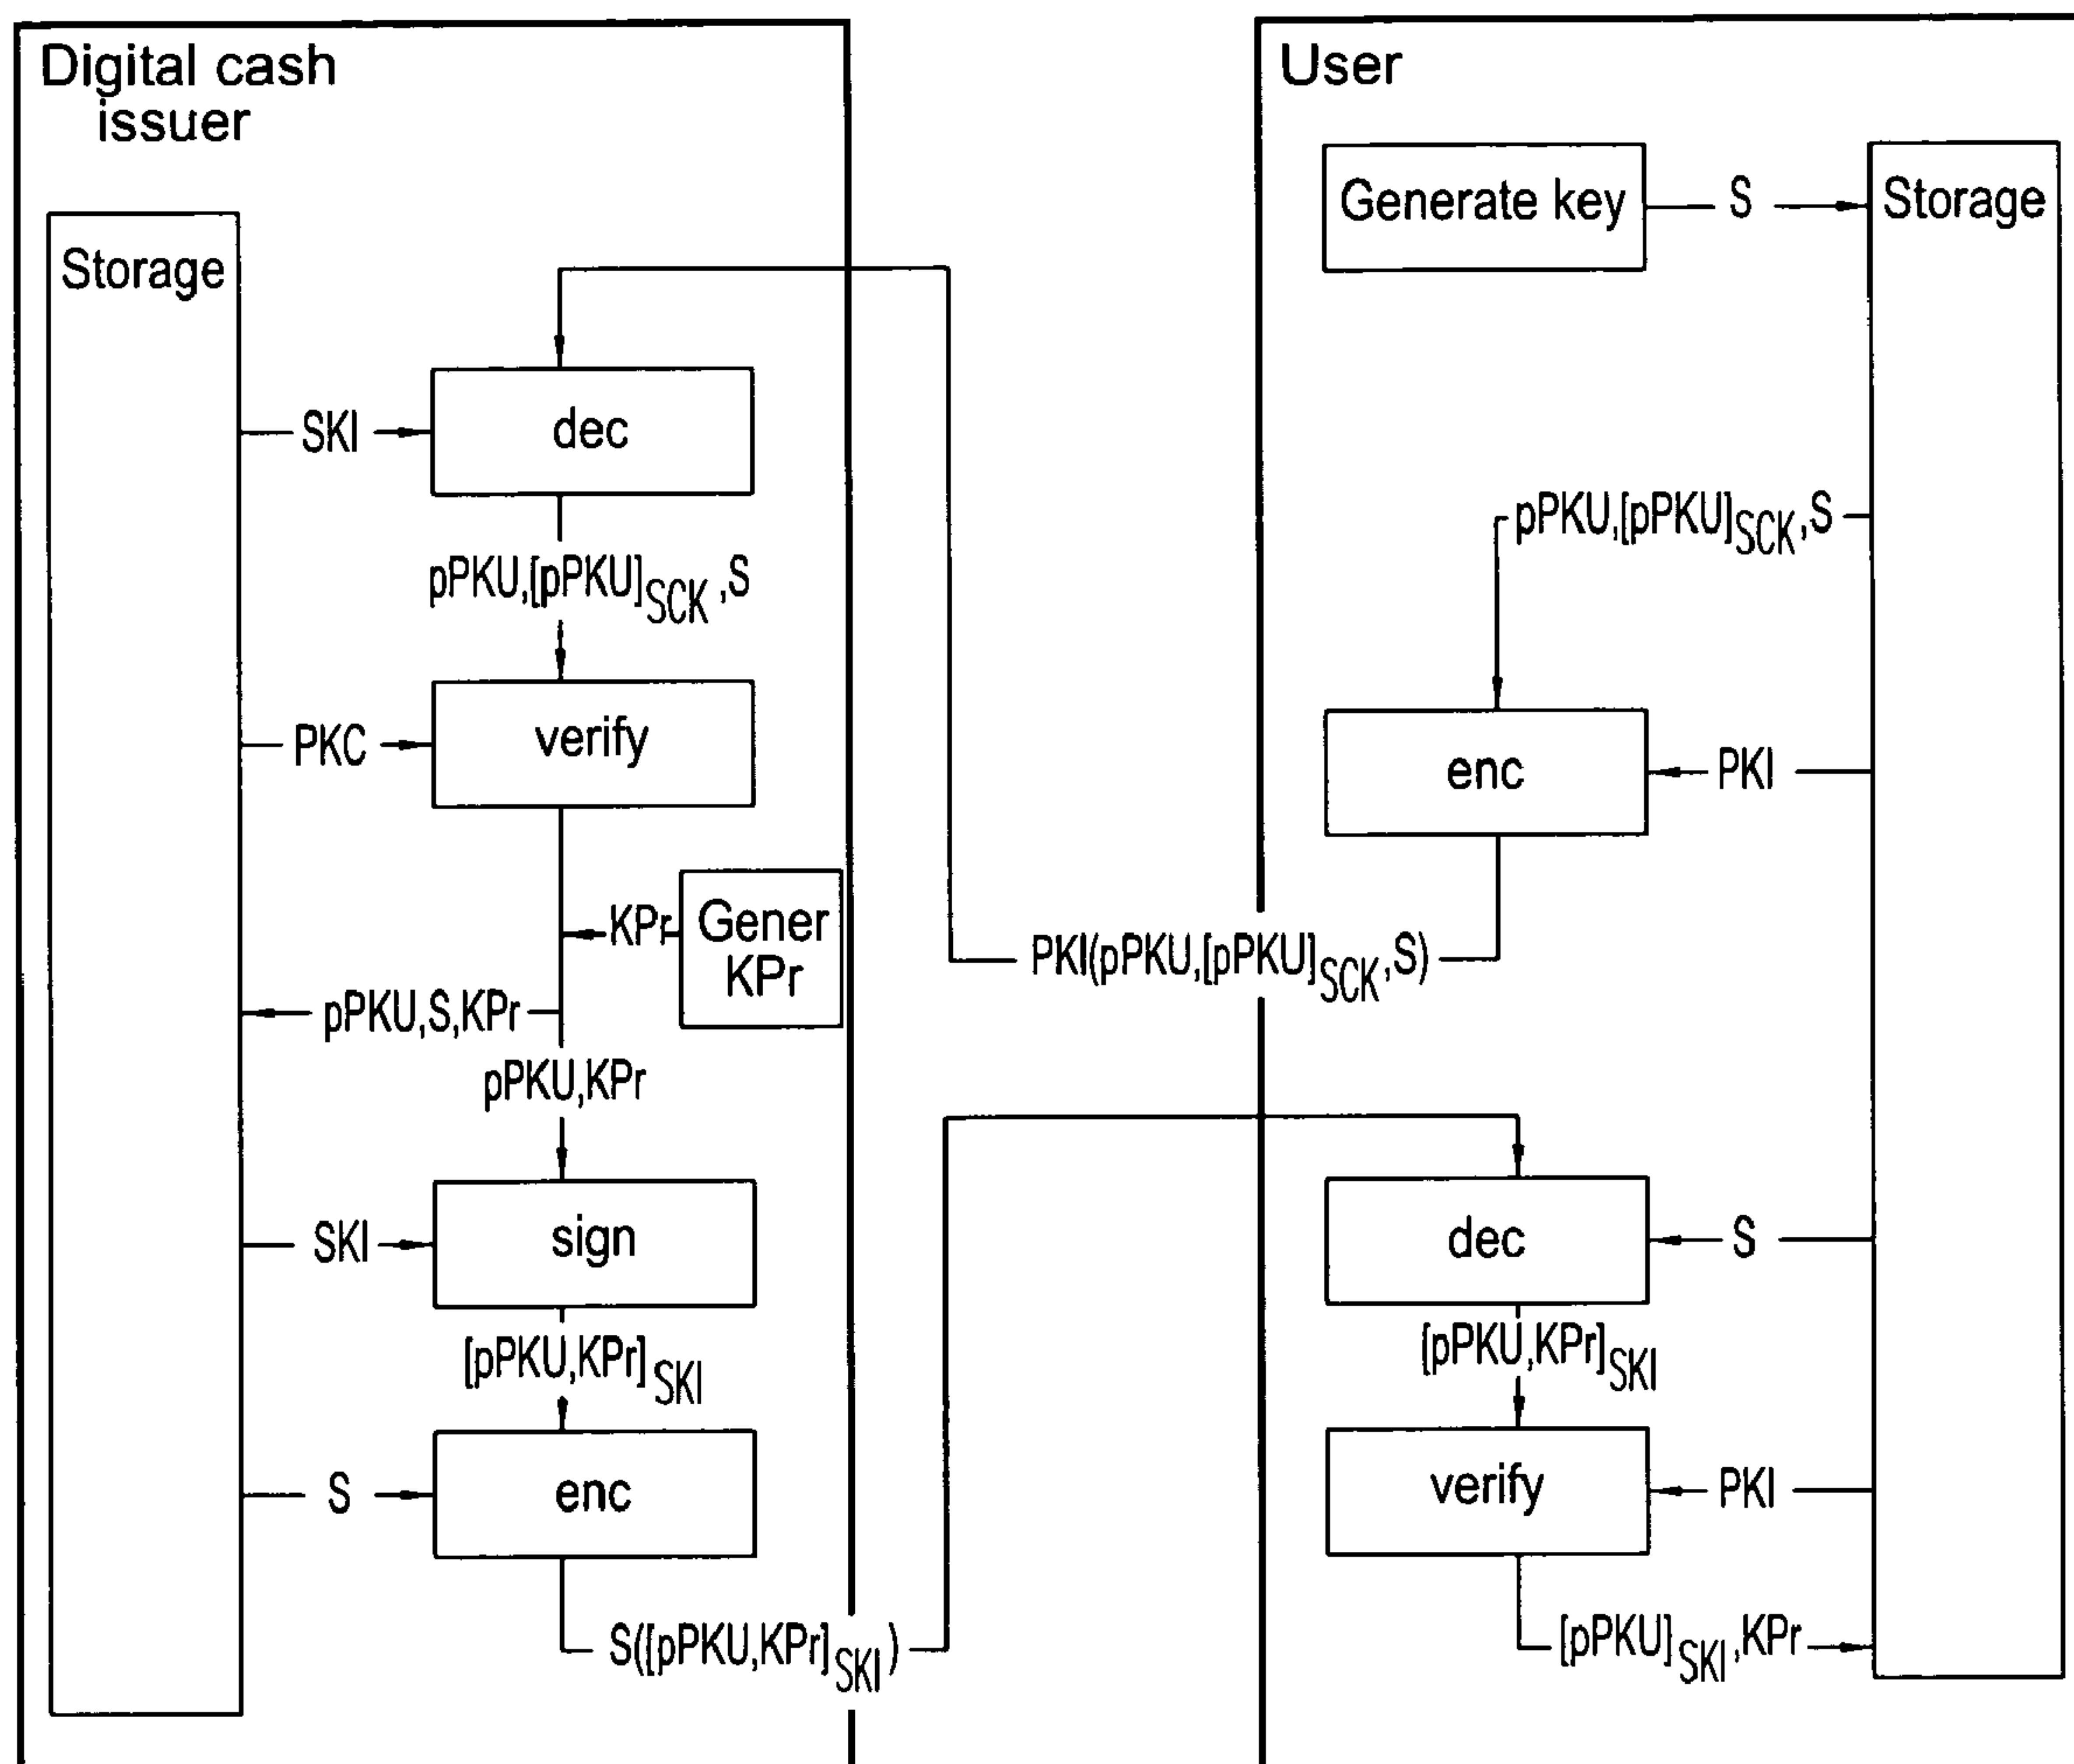 Digital cash
issuer
Storage
SKI
dec
pPKU,[pPKU]SCK ,S
PKC
verify
KPr
Gener
KPr
pPKU,S,KPr
pPKU,KPr
SKI
sign
[pPKU,KPr]SKI
S
enc
S([pPKU,KPr]SKI)
PKI(pPKU,[pPKU]SCK,S)
User
Generate key
S
Storage
pPKU,[pPKU]SCK,S
enc
PKI
dec
S
[pPKU,KPr]SKI
verify
PKI
[pPKU]SKI,KPr